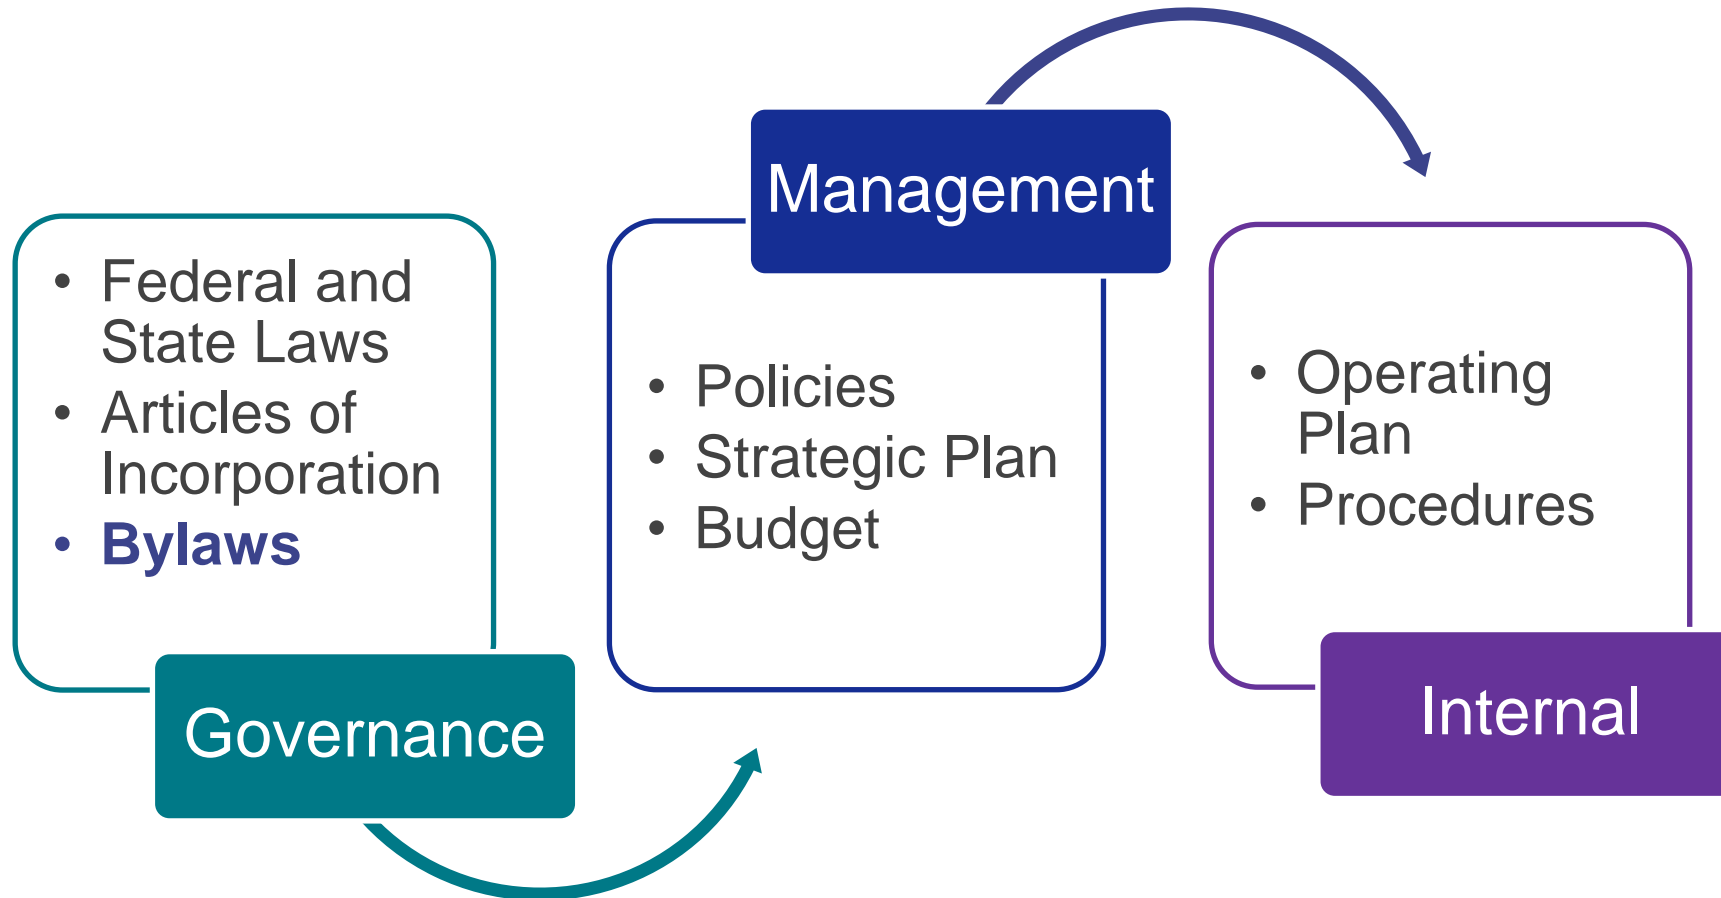 • Federal and
State Laws
• Articles of
Incorporation
• Bylaws
Governance
Management
• Policies
• Strategic Plan
• Budget
• Operating
Plan
• Procedures
Internal